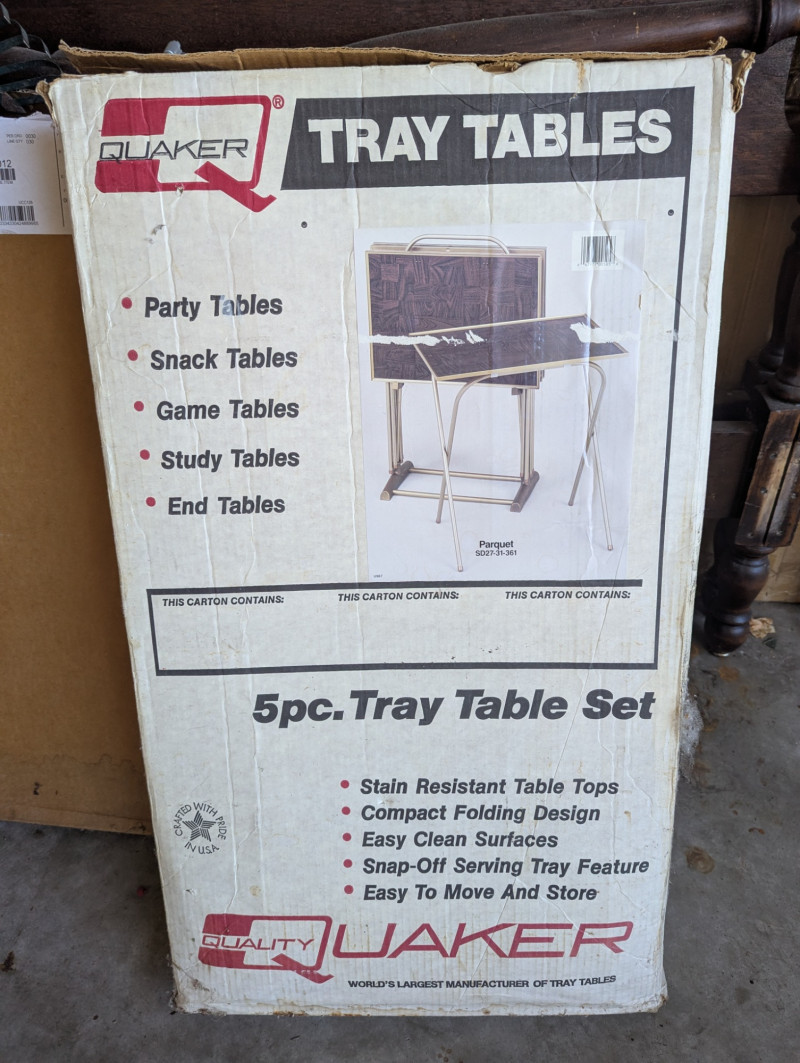 QUAKER ®
TRAY TABLES
• Party Tables
• Snack Tables
• Game Tables
• Study Tables
• End Tables
Parquet
SD27-31-361
THIS CARTON CONTAINS: THIS CARTON CONTAINS: THIS CARTON CONTAINS:
5pc. Tray Table Set
• Stain Resistant Table Tops
• Compact Folding Design
• Easy Clean Surfaces
• Snap-Off Serving Tray Feature
• Easy To Move And Store
CRAFTED WITH PRIDE
IN U.S.A.
QUALITY QUAKER
WORLD'S LARGEST MANUFACTURER OF TRAY TABLES